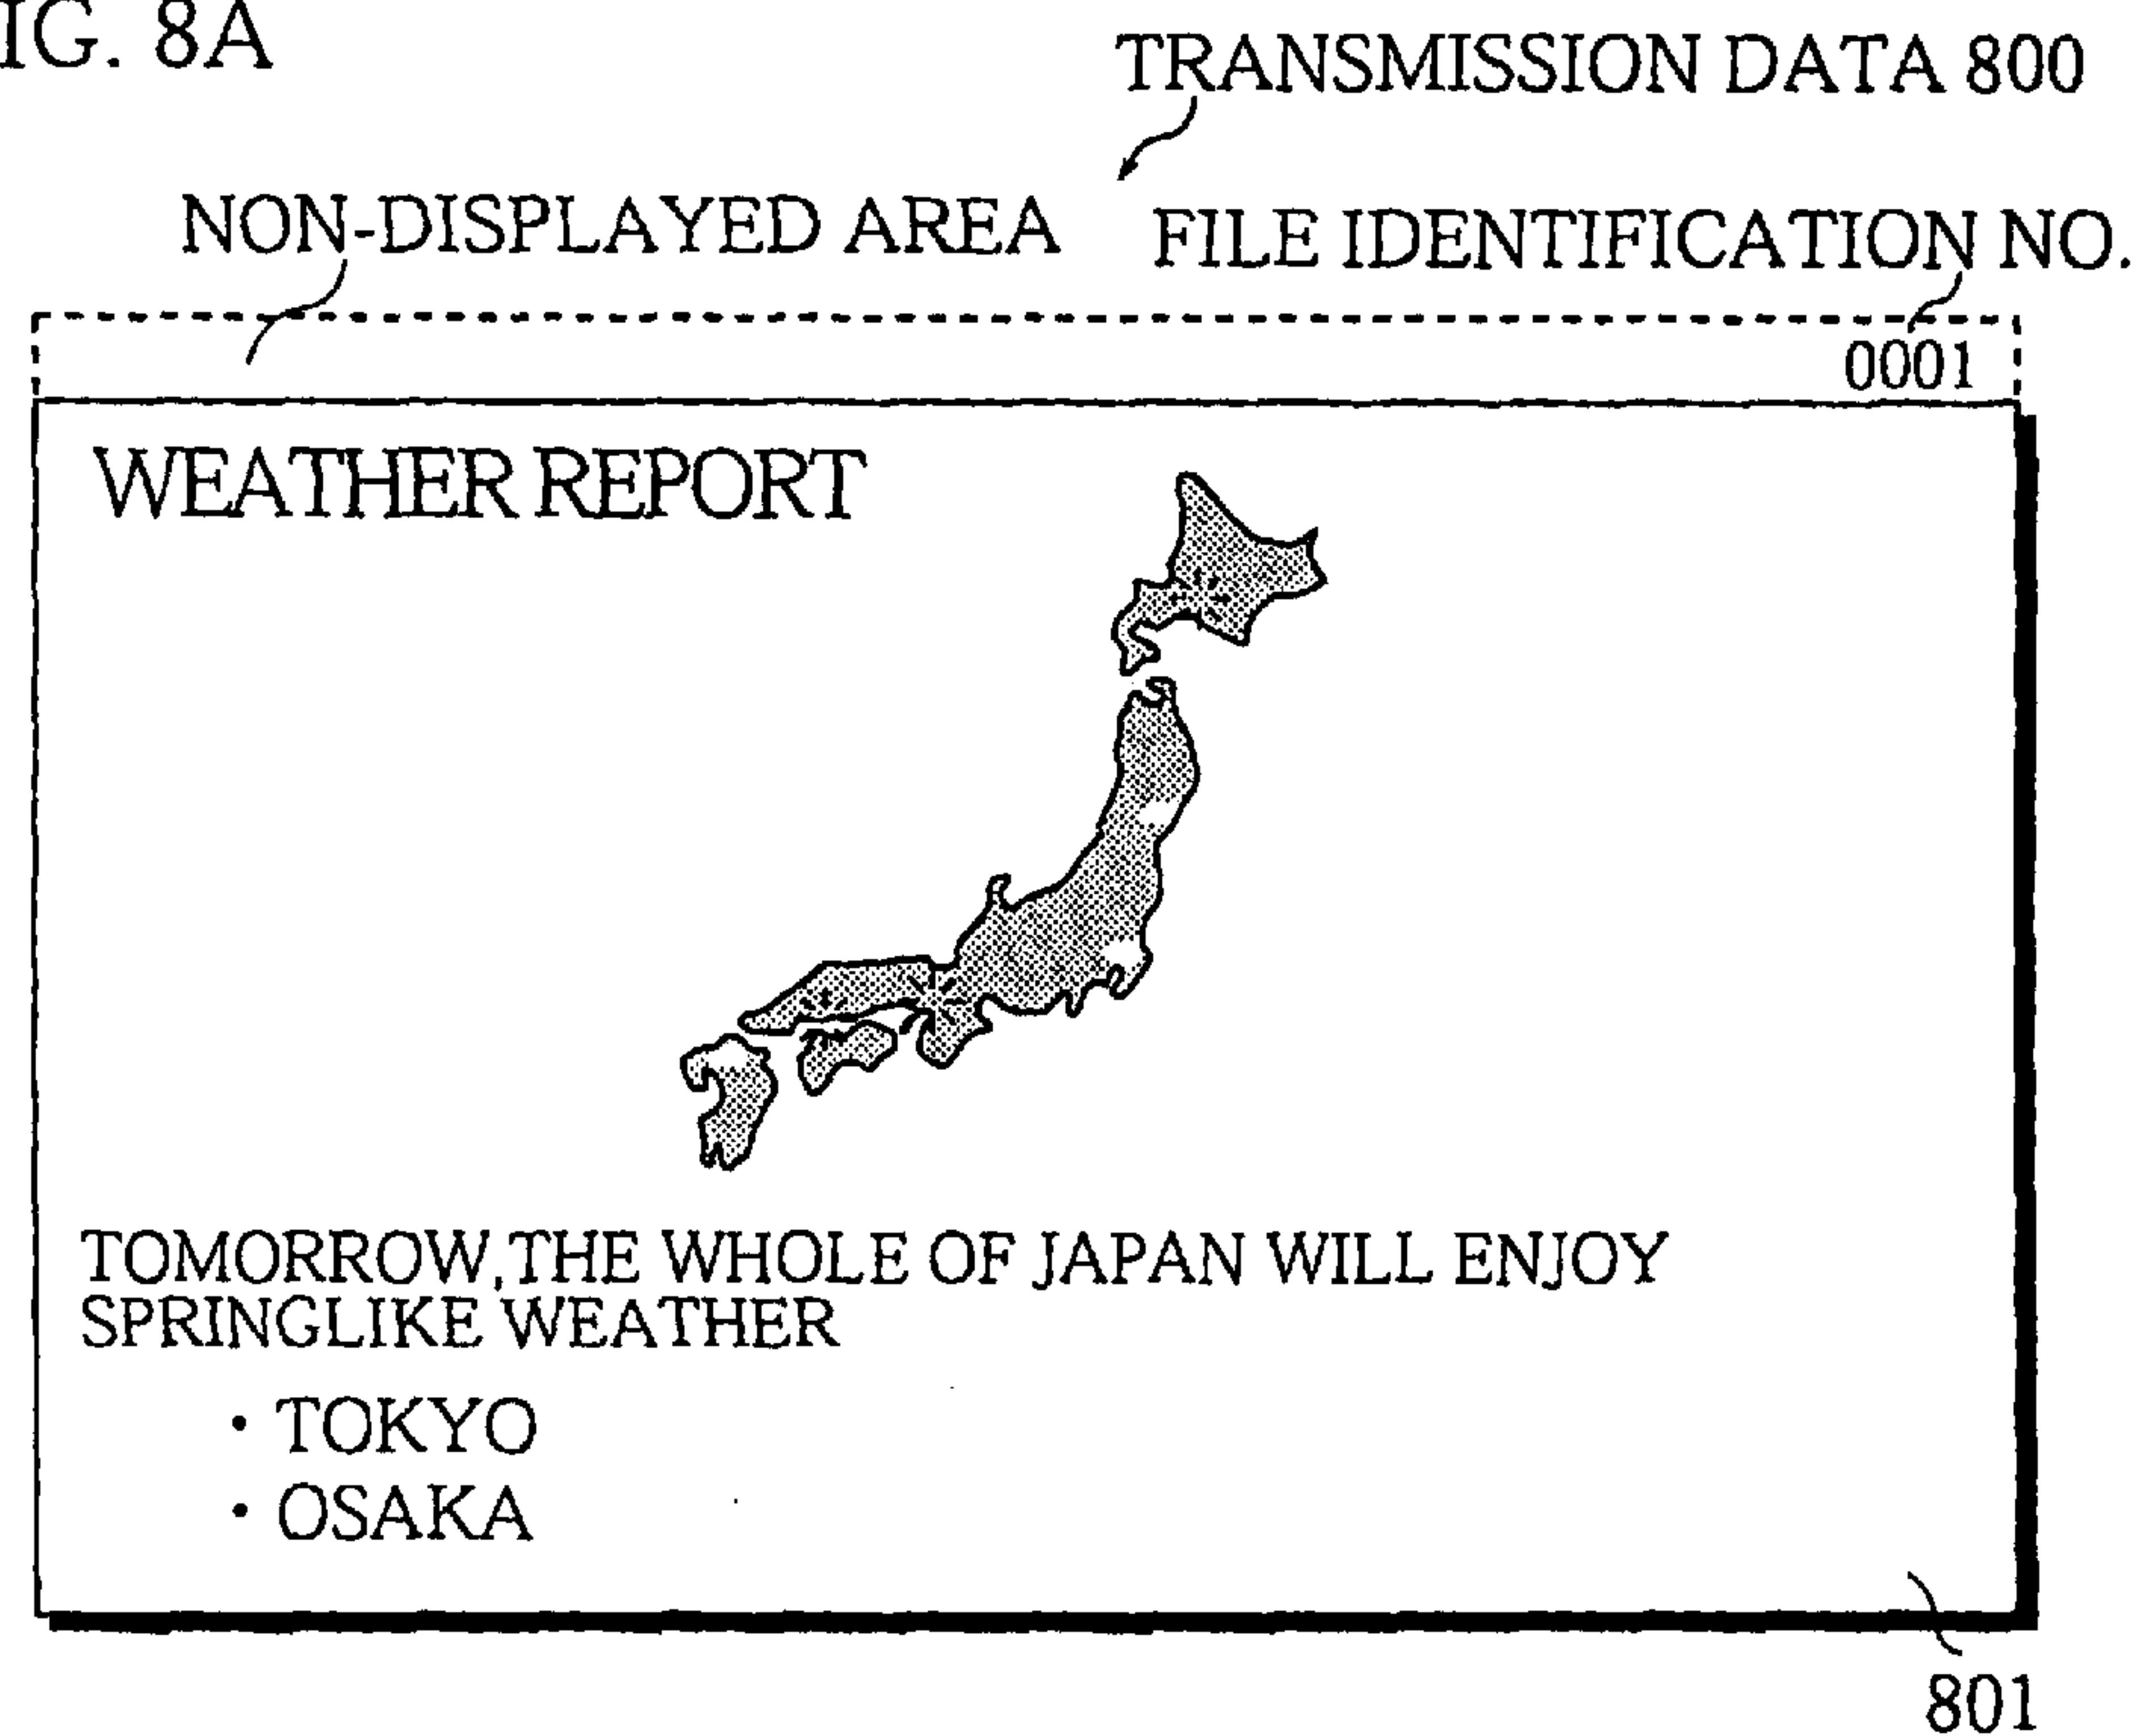 IG. 8A
TRANSMISSION DATA 800
NON-DISPLAYED AREA
FILE IDENTIFICATION NO.
0001
WEATHER REPORT
TOMORROW,THE WHOLE OF JAPAN WILL ENJOY
SPRINGLIKE WEATHER
・TOKYO
・OSAKA
801